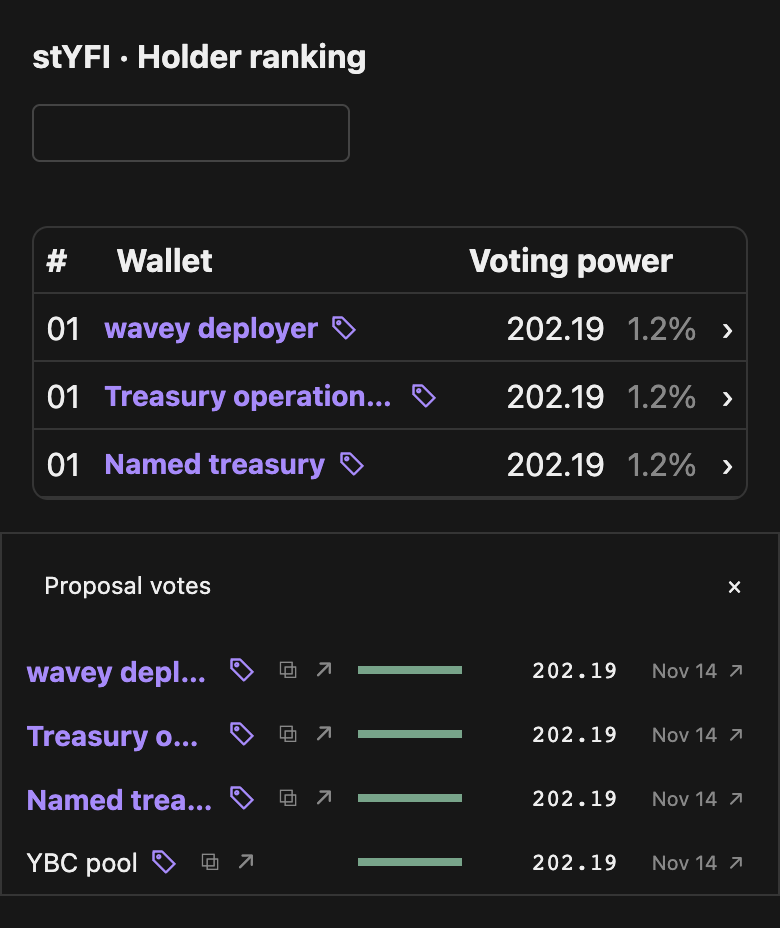 stYFI · Holder ranking
# Wallet Voting power
01 wavey deployer 202.19 1.2% ›
01 Treasury operation... 202.19 1.2% ›
01 Named treasury 202.19 1.2% ›
Proposal votes ×
wavey depl... ↗ 202.19 Nov 14 ↗
Treasury o... ↗ 202.19 Nov 14 ↗
Named trea... ↗ 202.19 Nov 14 ↗
YBC pool ↗ 202.19 Nov 14 ↗